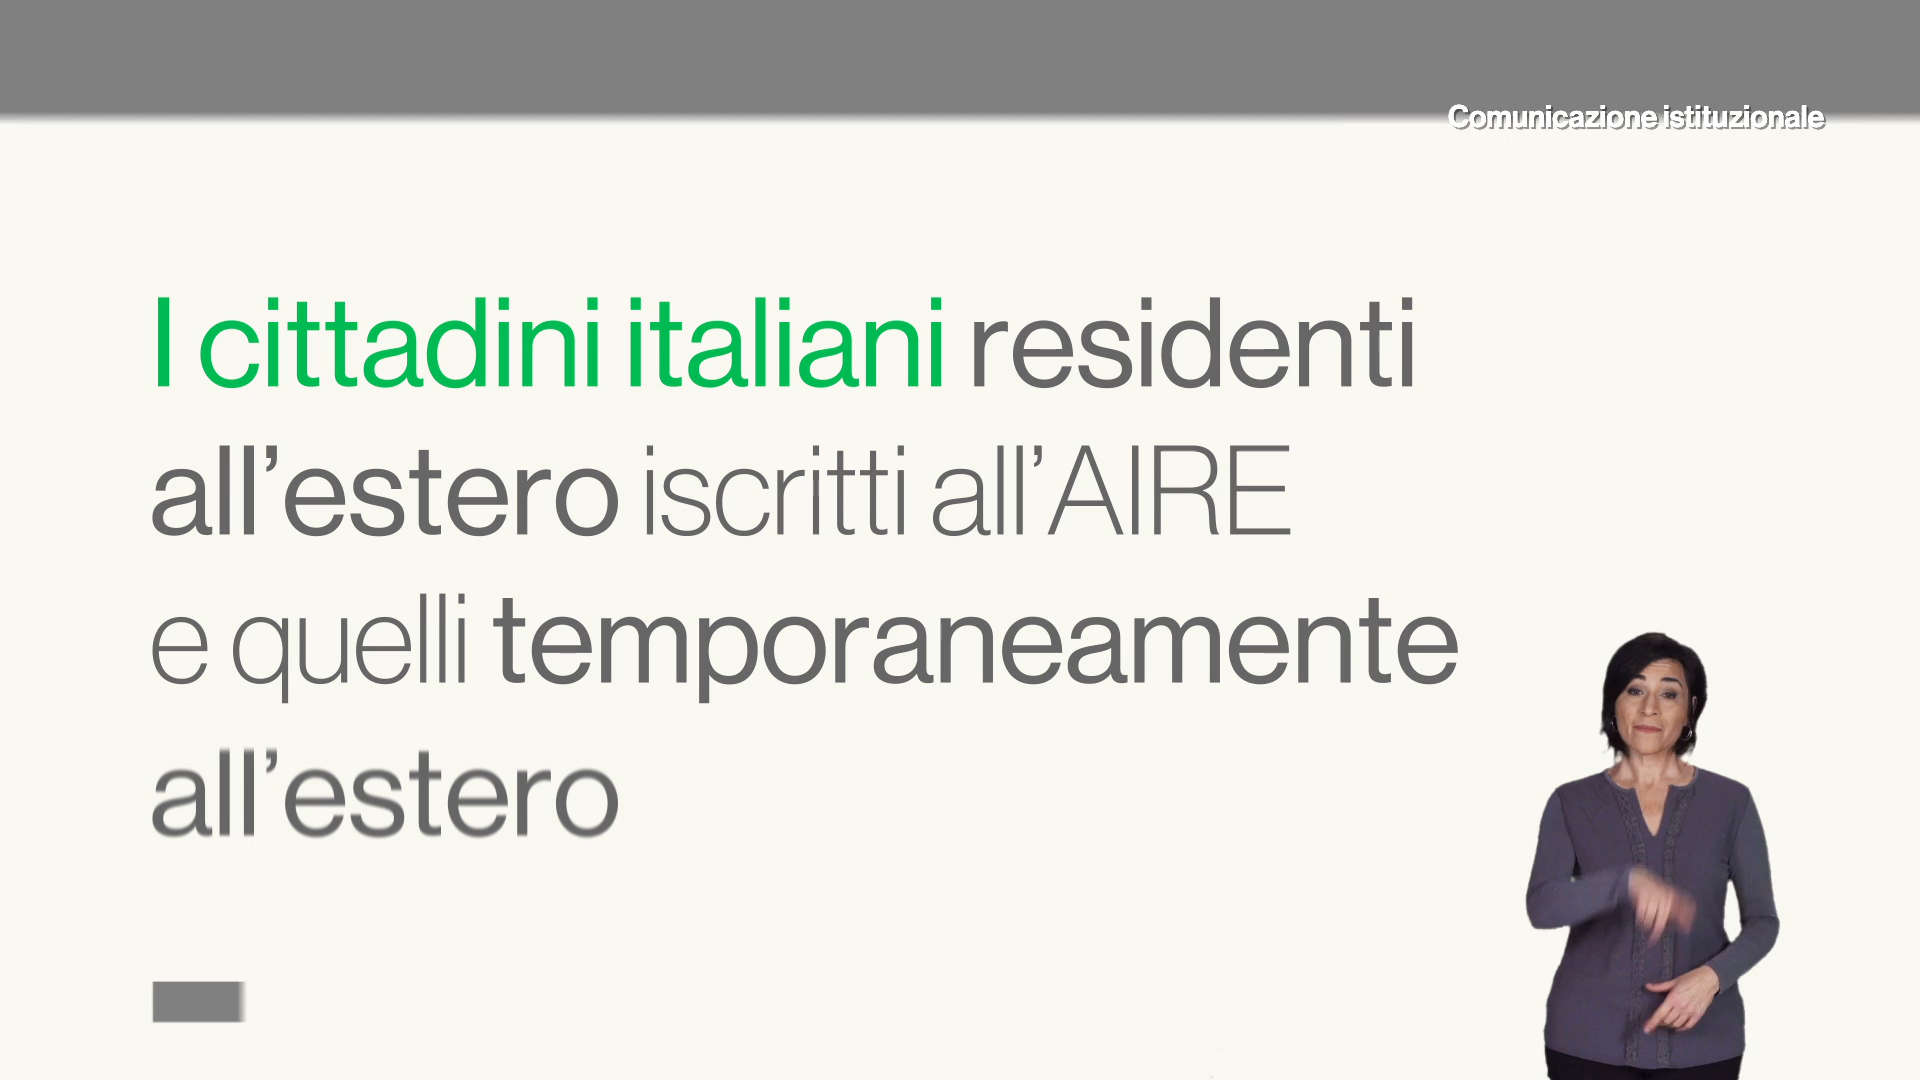 Comunicazione istituzionale
I cittadini italiani residenti
all’estero iscritti all’AIRE
e quelli temporaneamente
all’estero